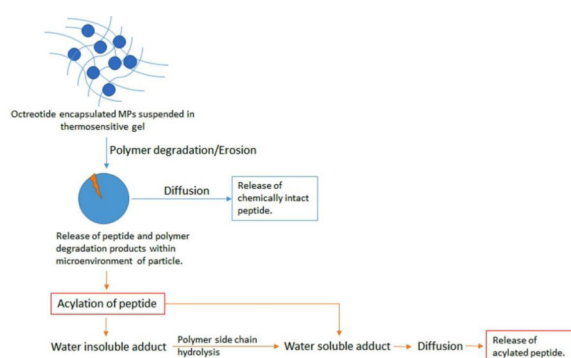 Octreotide encapsulated MPs suspended in
thermosensitive gel
Polymer degradation/Erosion
Diffusion
Release of
chemically intact
peptide.
Release of peptide and polymer
degradation products within
microenvironment of particle.
Acylation of peptide
Water insoluble adduct
Polymer side chain
hydrolysis
Water soluble adduct
Diffusion
Release of
acylated peptide.